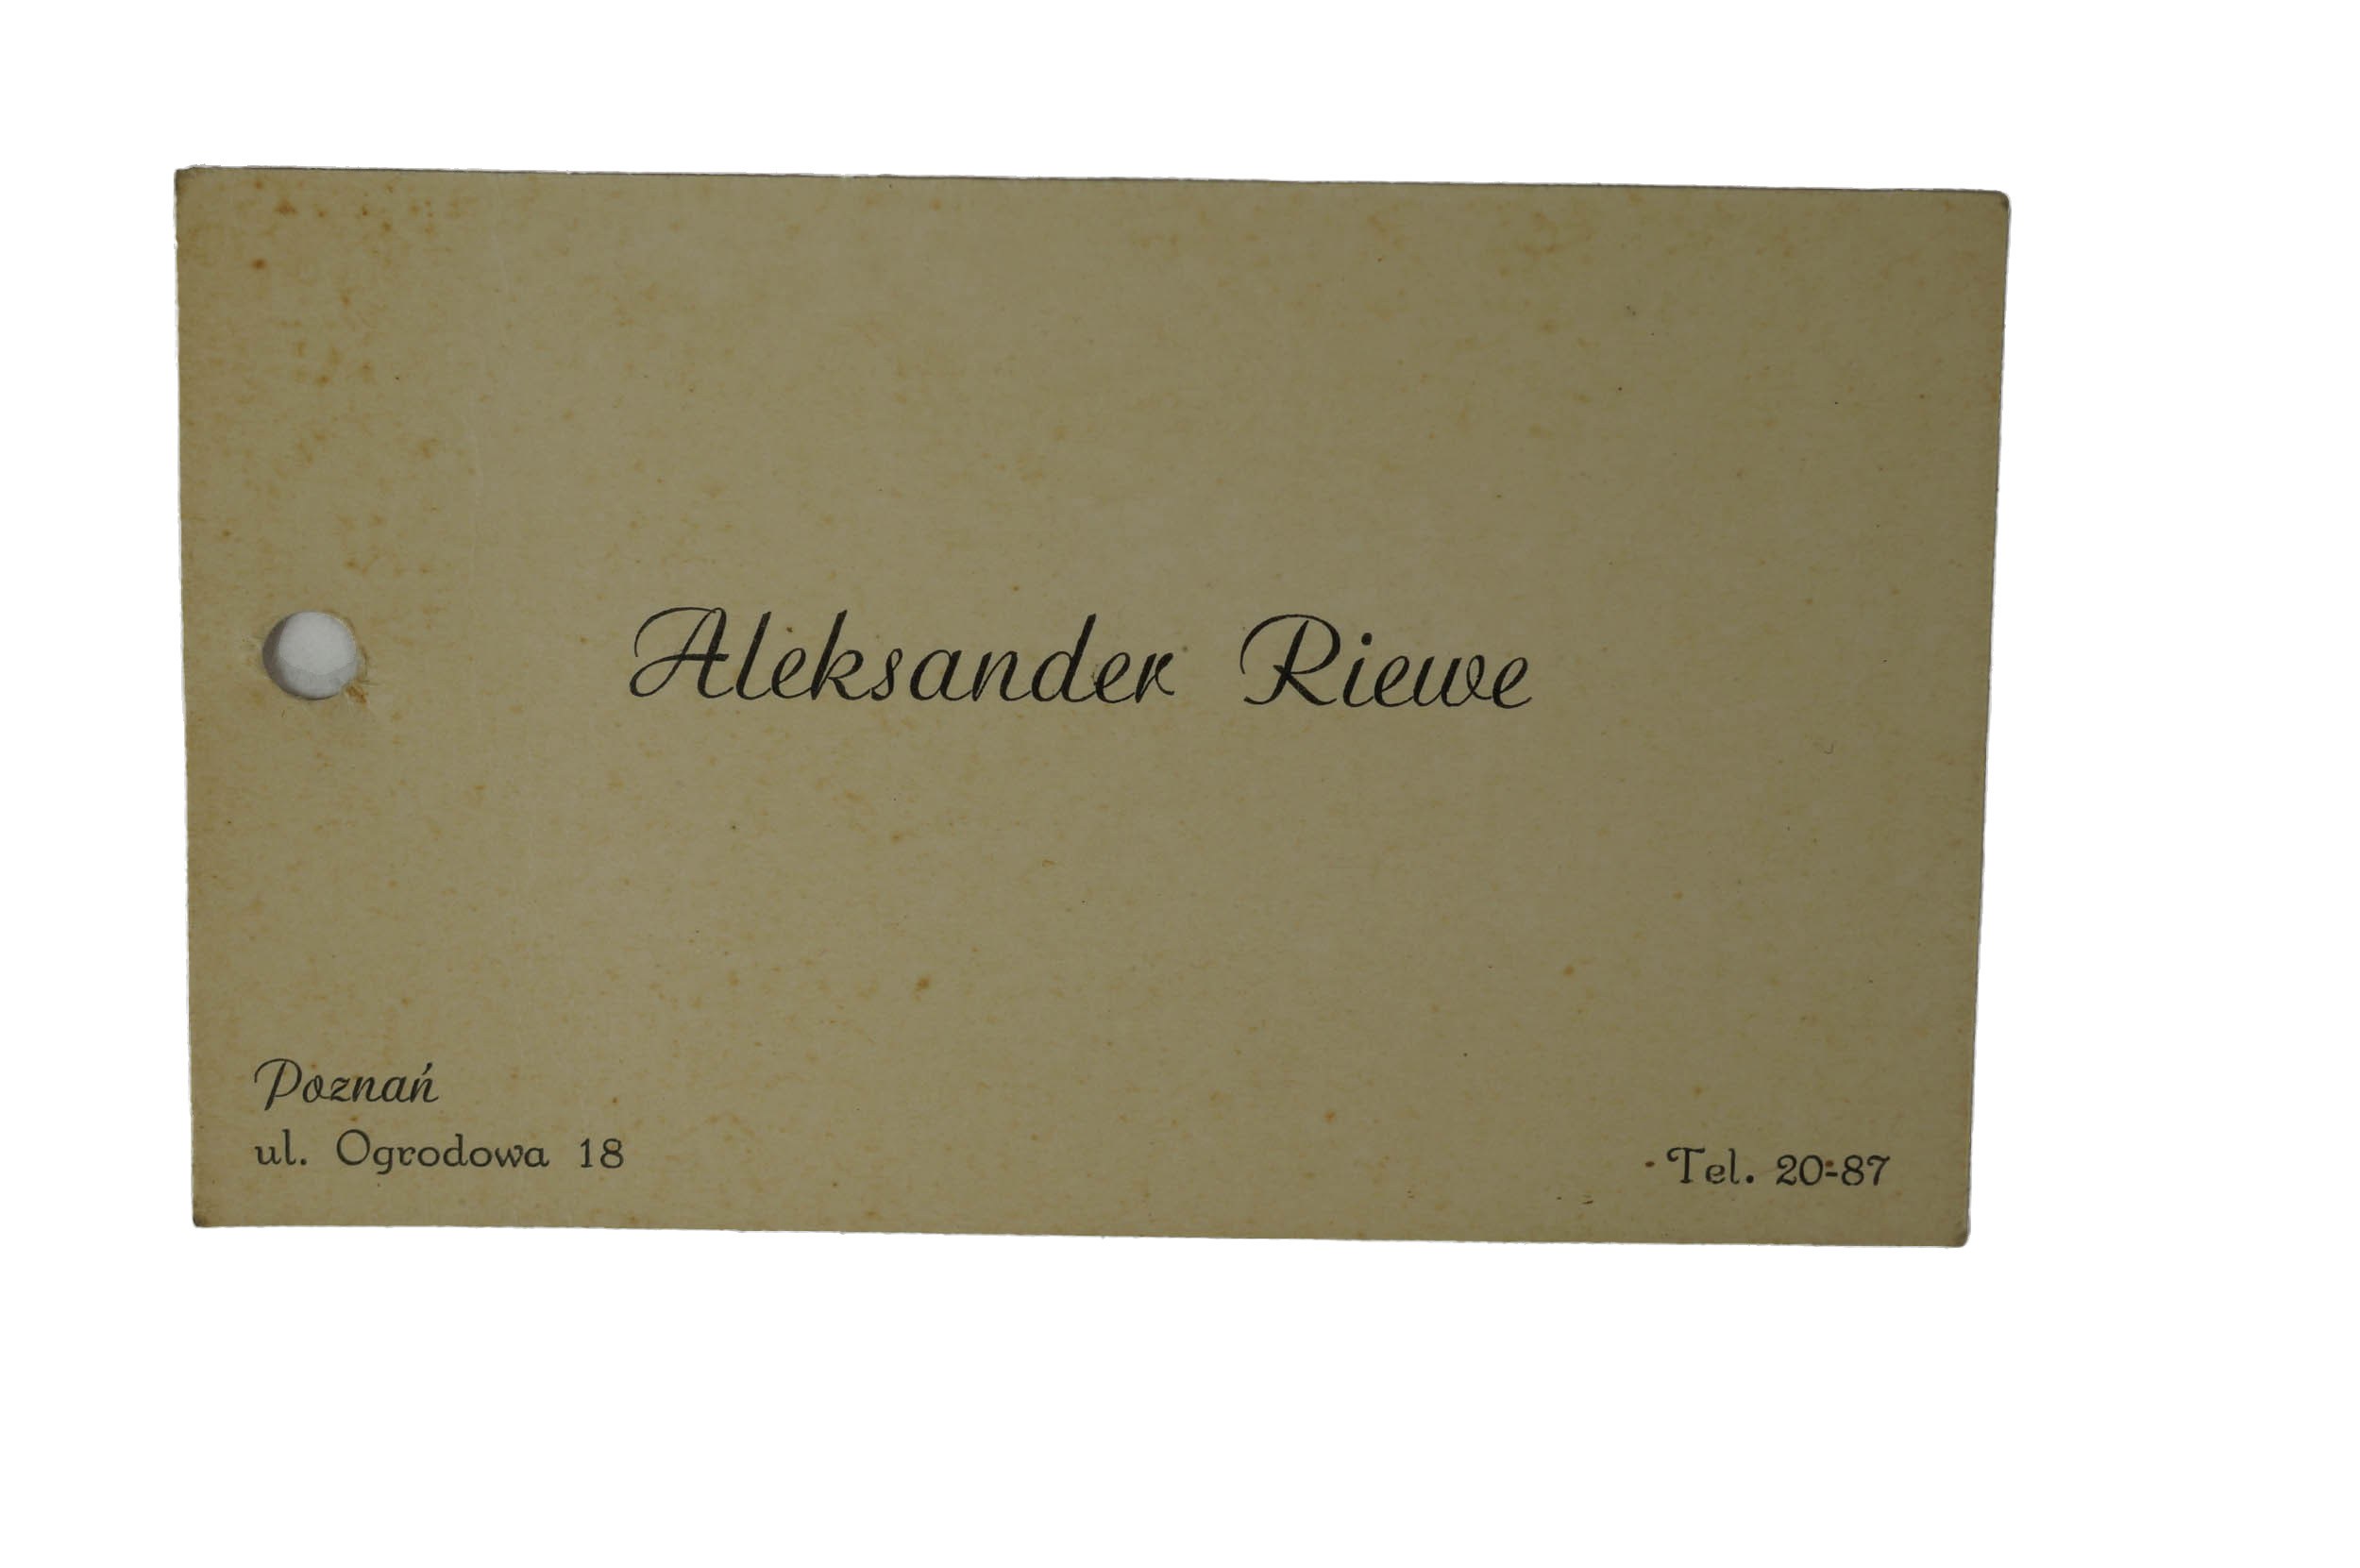 Aleksander Riewe
Poznań
ul. Ogrodowa 18
Tel. 20-87